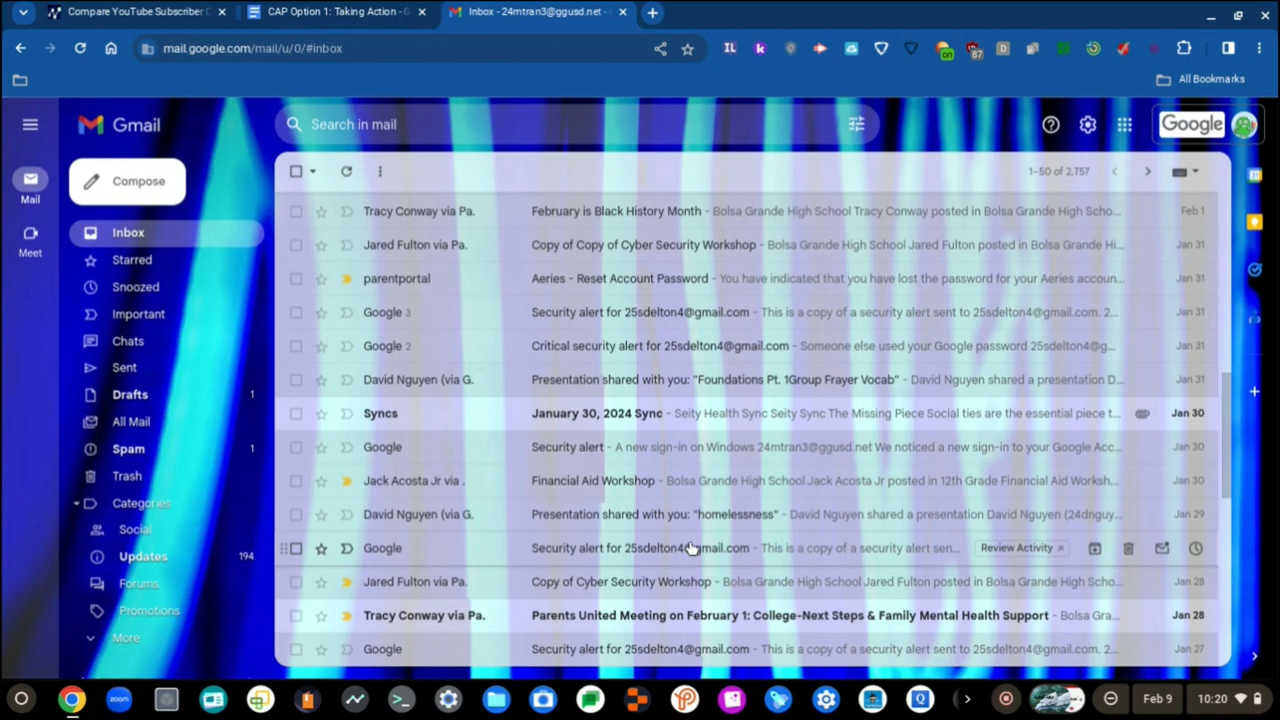 Compare YouTube Subscriber C
CAP Option 1: Taking Action - G
Inbox - 24mtran3@ggusd.net -
mail.google.com/mail/u/0/#inbox
IL k on 87 D
All Bookmarks
Gmail
Search in mail
Google
Mail
Meet
Compose
Inbox
Starred
Snoozed
Important
Chats
Sent
Drafts 1
All Mail
Spam 1
Trash
Categories
Social
Updates 194
Forums
Promotions
More
1-50 of 2,757
Tracy Conway via Pa. February is Black History Month - Bolsa Grande High School Tracy Conway posted in Bolsa Grande High Scho... Feb 1
Jared Fulton via Pa. Copy of Copy of Cyber Security Workshop - Bolsa Grande High School Jared Fulton posted in Bolsa Grande Hi... Jan 31
parentportal Aeries - Reset Account Password - You have indicated that you have lost the password for your Aeries accoun... Jan 31
Google 3 Security alert for 25sdelton4@gmail.com - This is a copy of a security alert sent to 25sdelton4@gmail.com. 2... Jan 31
Google 2 Critical security alert for 25sdelton4@gmail.com - Someone else used your Google password 25sdelton4@g... Jan 31
David Nguyen (via G. Presentation shared with you: "Foundations Pt. 1Group Frayer Vocab" - David Nguyen shared a presentation D... Jan 31
Syncs January 30, 2024 Sync - Seity Health Sync Seity Sync The Missing Piece Social ties are the essential piece t... Jan 30
Google Security alert - A new sign-in on Windows 24mtran3@ggusd.net We noticed a new sign-in to your Google Acc... Jan 30
Jack Acosta Jr via . Financial Aid Workshop - Bolsa Grande High School Jack Acosta Jr posted in 12th Grade Financial Aid Worksh... Jan 30
David Nguyen (via G. Presentation shared with you: "homelessness" - David Nguyen shared a presentation David Nguyen (24dnguy... Jan 29
Google Security alert for 25sdelton4@gmail.com - This is a copy of a security alert sen... Review Activity
Jared Fulton via Pa. Copy of Cyber Security Workshop - Bolsa Grande High School Jared Fulton posted in Bolsa Grande High Scho... Jan 28
Tracy Conway via Pa. Parents United Meeting on February 1: College-Next Steps & Family Mental Health Support - Bolsa Gra... Jan 28
Google Security alert for 25sdelton4@gmail.com - This is a copy of a security alert sent to 25sdelton4@gmail.com. 2... Jan 27
zoom
Q
Feb 9
10:20